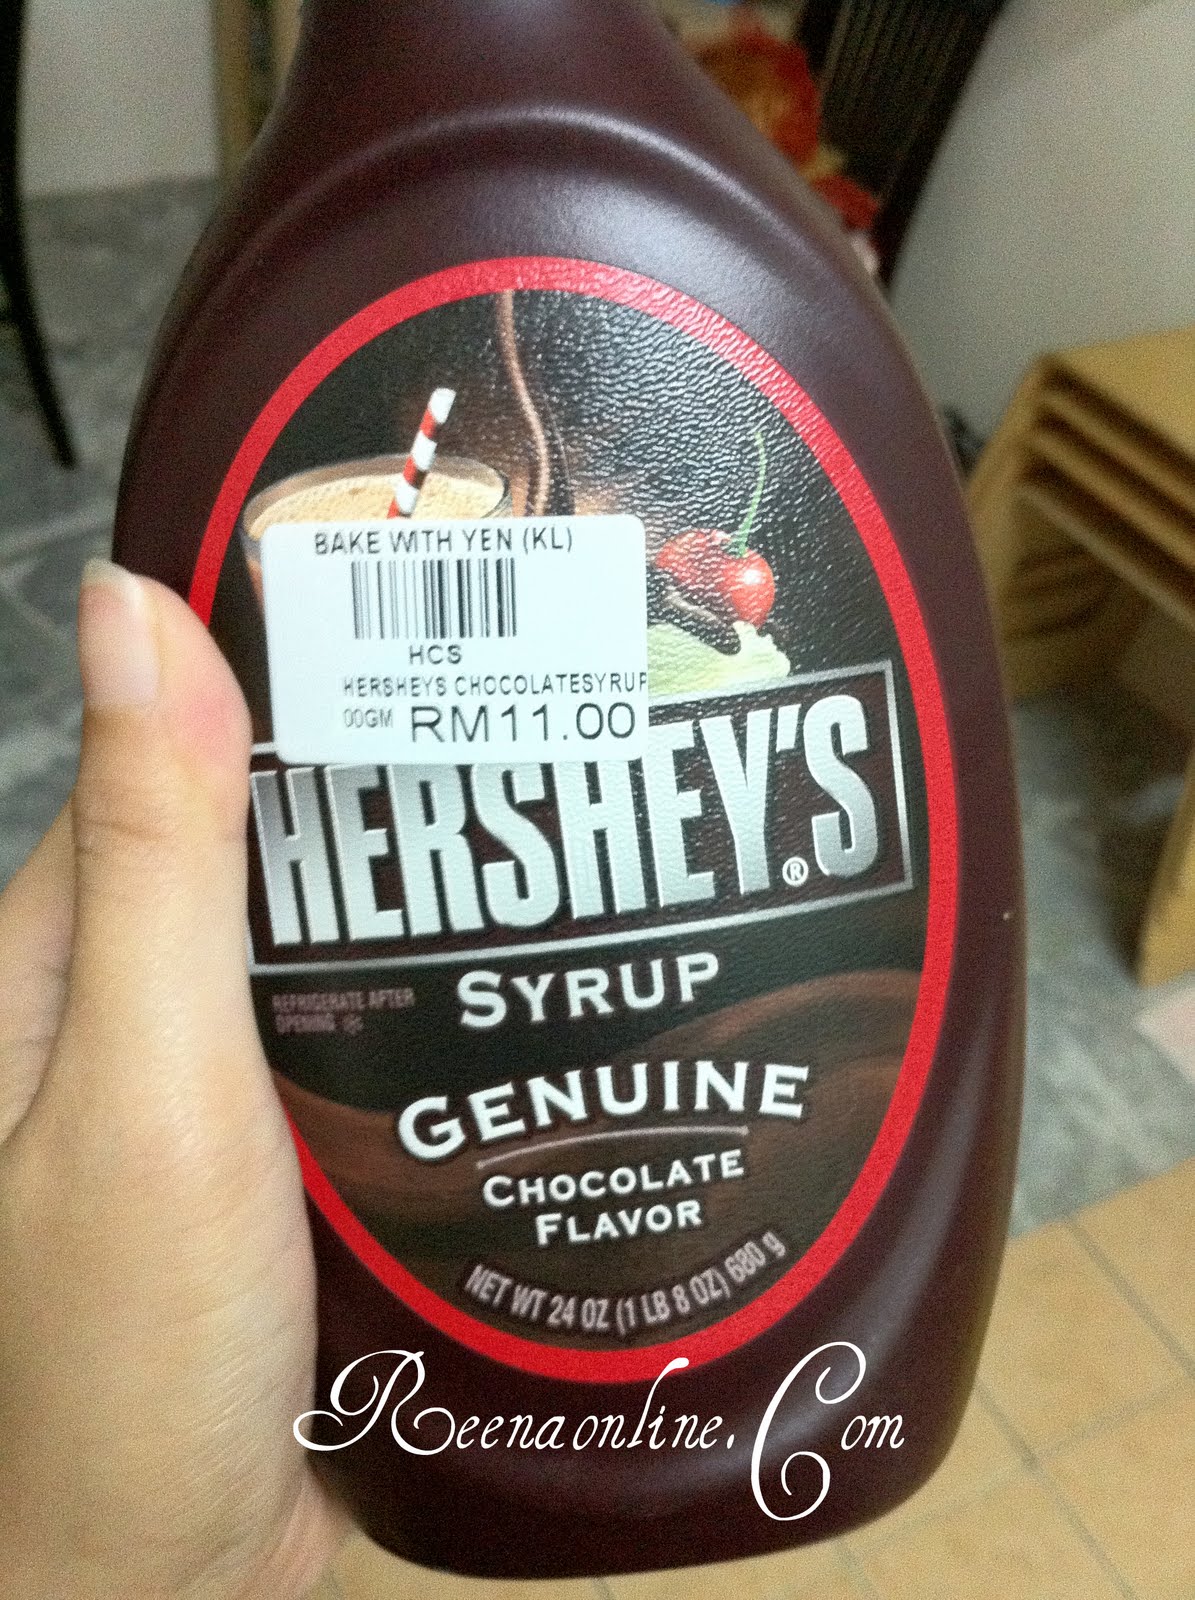 BAKE WITH YEN (KL)
HCS
HERSHEYS CHOCOLATESYRUP
00GM RM11.00
HERSHEY'S®
SYRUP
REFRIGERATE AFTER
OPENING
GENUINE
CHOCOLATE
FLAVOR
NET WT 24 OZ (1 LB 8 OZ) 680 g
Reenaonline.Com